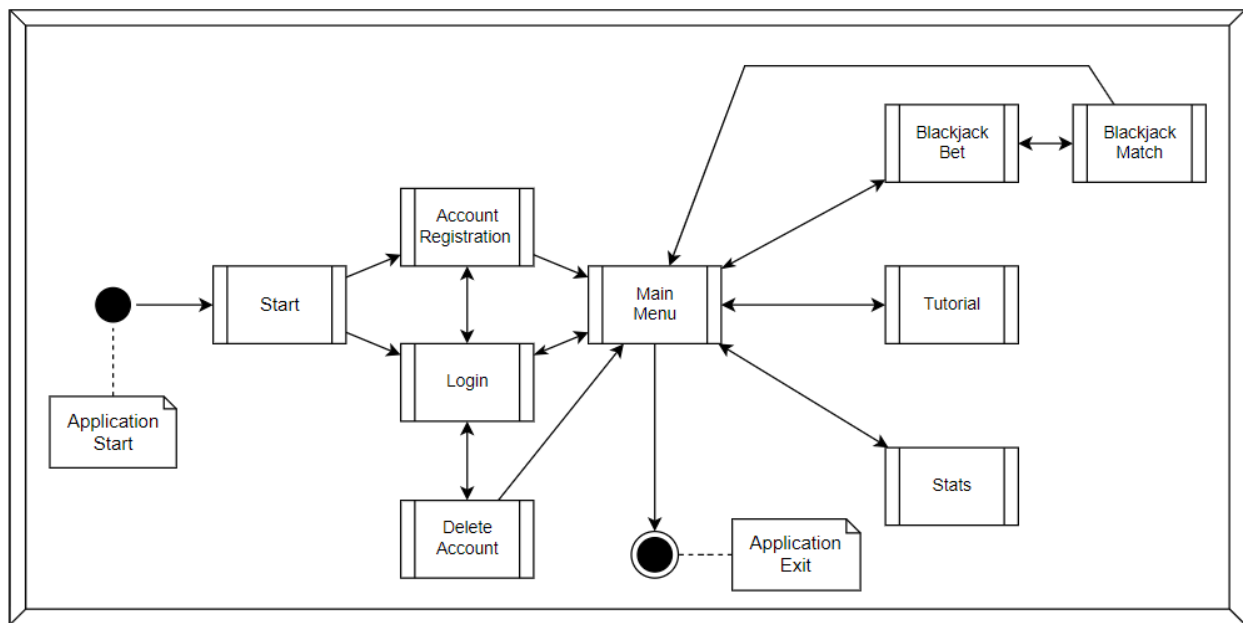 Blackjack
Bet
Blackjack
Match
Account
Registration
Start
Main
Menu
Tutorial
Login
Application
Start
Stats
Delete
Account
Application
Exit